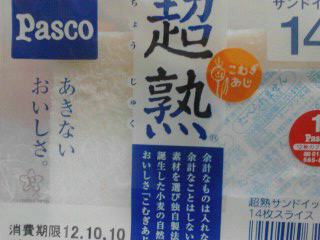 Pasco
あきない
おいしさ。
ちょうじゅく
超熟®
こむぎ
あじ
サンドイ
14
余計なものは入れな
余計なことはしない
素材を選び独自製法
誕生した小麦の自然
おいしさ「こむぎあじ
消費期限12.10.10
超熟サンドイッ
14枚スライス